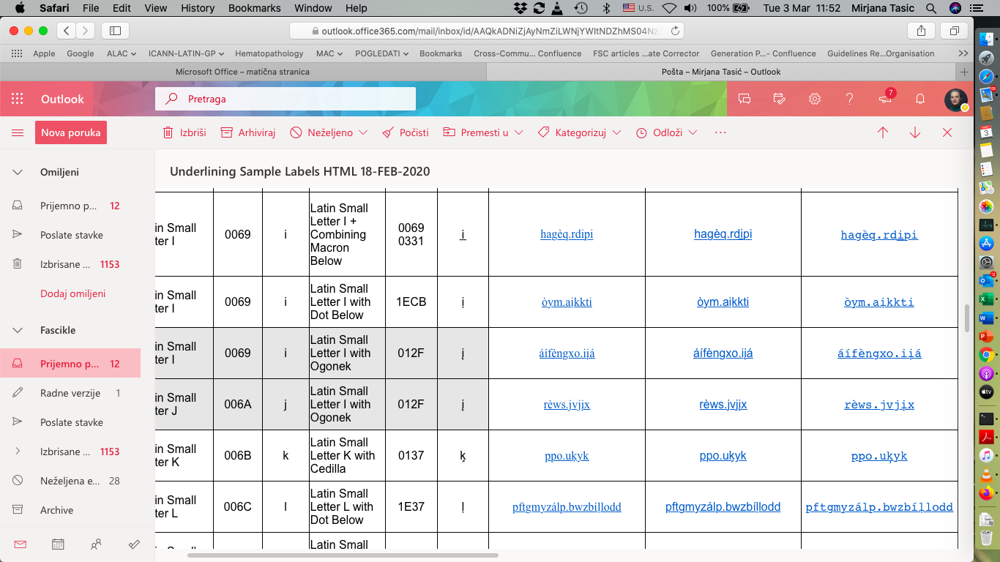 Safari File Edit View History Bookmarks Window Help U.S. 100% Tue 3 Mar 11:52 Mirjana Tasic
outlook.office365.com/mail/inbox/id/AAQkADNiZjAyNmZiLWNjYWItNDZhMS04Nz
Apple Google ALAC ICANN-LATIN-GP Hematopathology MAC POGLEDATI Bookmarks Cross-Commu... Confluence FSC articles ...ate Corrector Generation P...- Confluence Guidelines Re...Organisation
Microsoft Office – matična stranica Pošta – Mirjana Tasić – Outlook
Outlook Pretraga 7
Nova poruka Izbriši Arhiviraj Neželjeno Počisti Premesti u Kategorizuj Odloži ...
Omiljeni
Prijemno p... 12
Poslate stavke
Izbrisane ... 1153
Dodaj omiljeni
Fascikle
Prijemno p... 12
Radne verzije 1
Poslate stavke
Izbrisane ... 1153
Neželjena e... 28
Archive
Underlining Sample Labels HTML 18-FEB-2020
in Small
ter I
0069
i
Latin Small
Letter I +
Combining
Macron
Below
0069
0331
i̱
hagèq.rdi̱pi
hagèq.rdi̱pi
hagèq.rdi̱pi
in Small
ter I
0069
i
Latin Small
Letter I with
Dot Below
1ECB
ị
òym.aịkkti
òym.aịkkti
òym.aịkkti
in Small
ter I
0069
i
Latin Small
Letter I with
Ogonek
012F
į
áífèngxo.iįá
áífèngxo.iįá
áífèngxo.iįá
in Small
ter J
006A
j
Latin Small
Letter I with
Ogonek
012F
į
rèws.jvjįx
rèws.jvjįx
rèws.jvjįx
in Small
ter K
006B
k
Latin Small
Letter K with
Cedilla
0137
ķ
ppo.uķyk
ppo.uķyk
ppo.uķyk
in Small
ter L
006C
l
Latin Small
Letter L with
Dot Below
1E37
ḷ
pftgmyzálp.bwzbíḷlodd
pftgmyzálp.bwzbíḷlodd
pftgmyzálp.bwzbíḷlodd
in Small
Latin Small